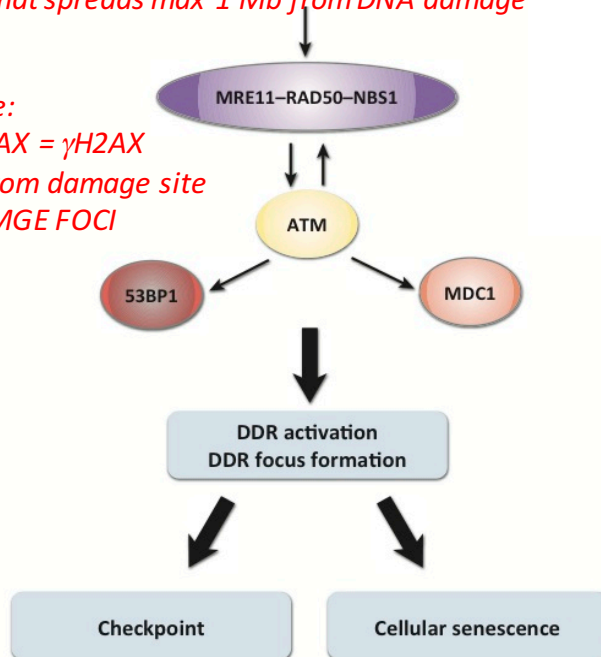 hat spreads max 1 Mb from DNA damage
MRE11–RAD50–NBS1
e:
AX = γH2AX
om damage site
MGE FOCI
ATM
53BP1
MDC1
DDR activation
DDR focus formation
Checkpoint
Cellular senescence